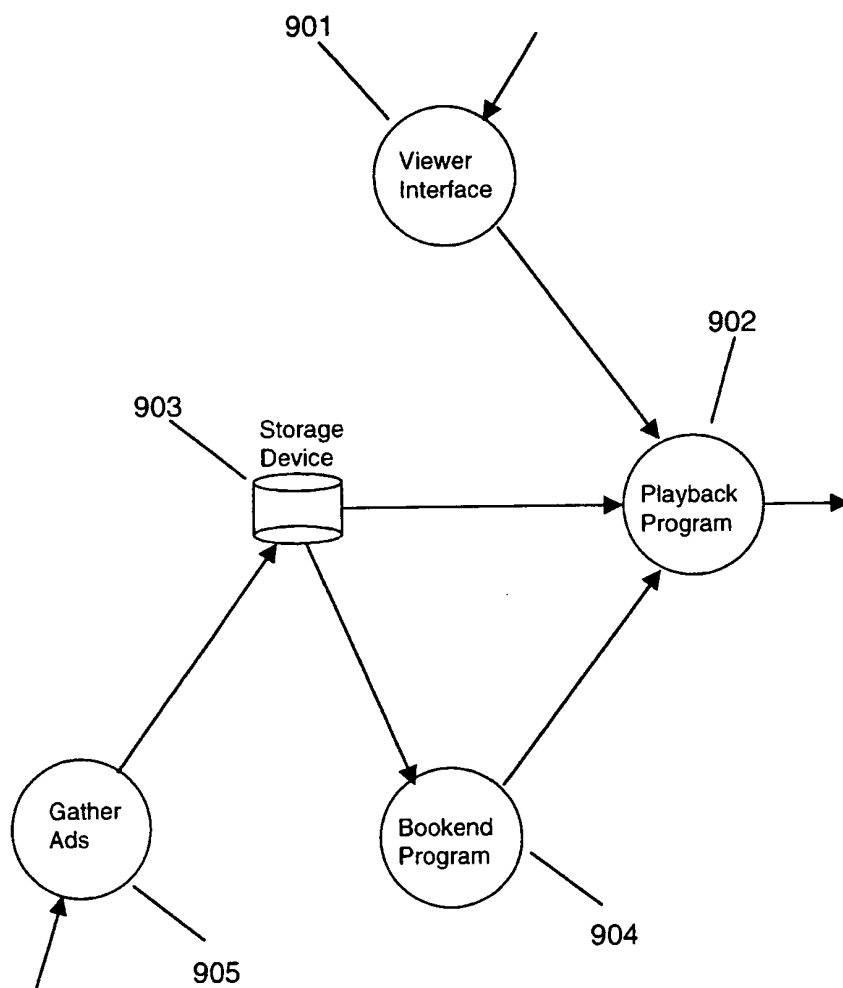 901
Viewer
Interface
902
903
Storage
Device
Playback
Program
Gather
Ads
Bookend
Program
904
905